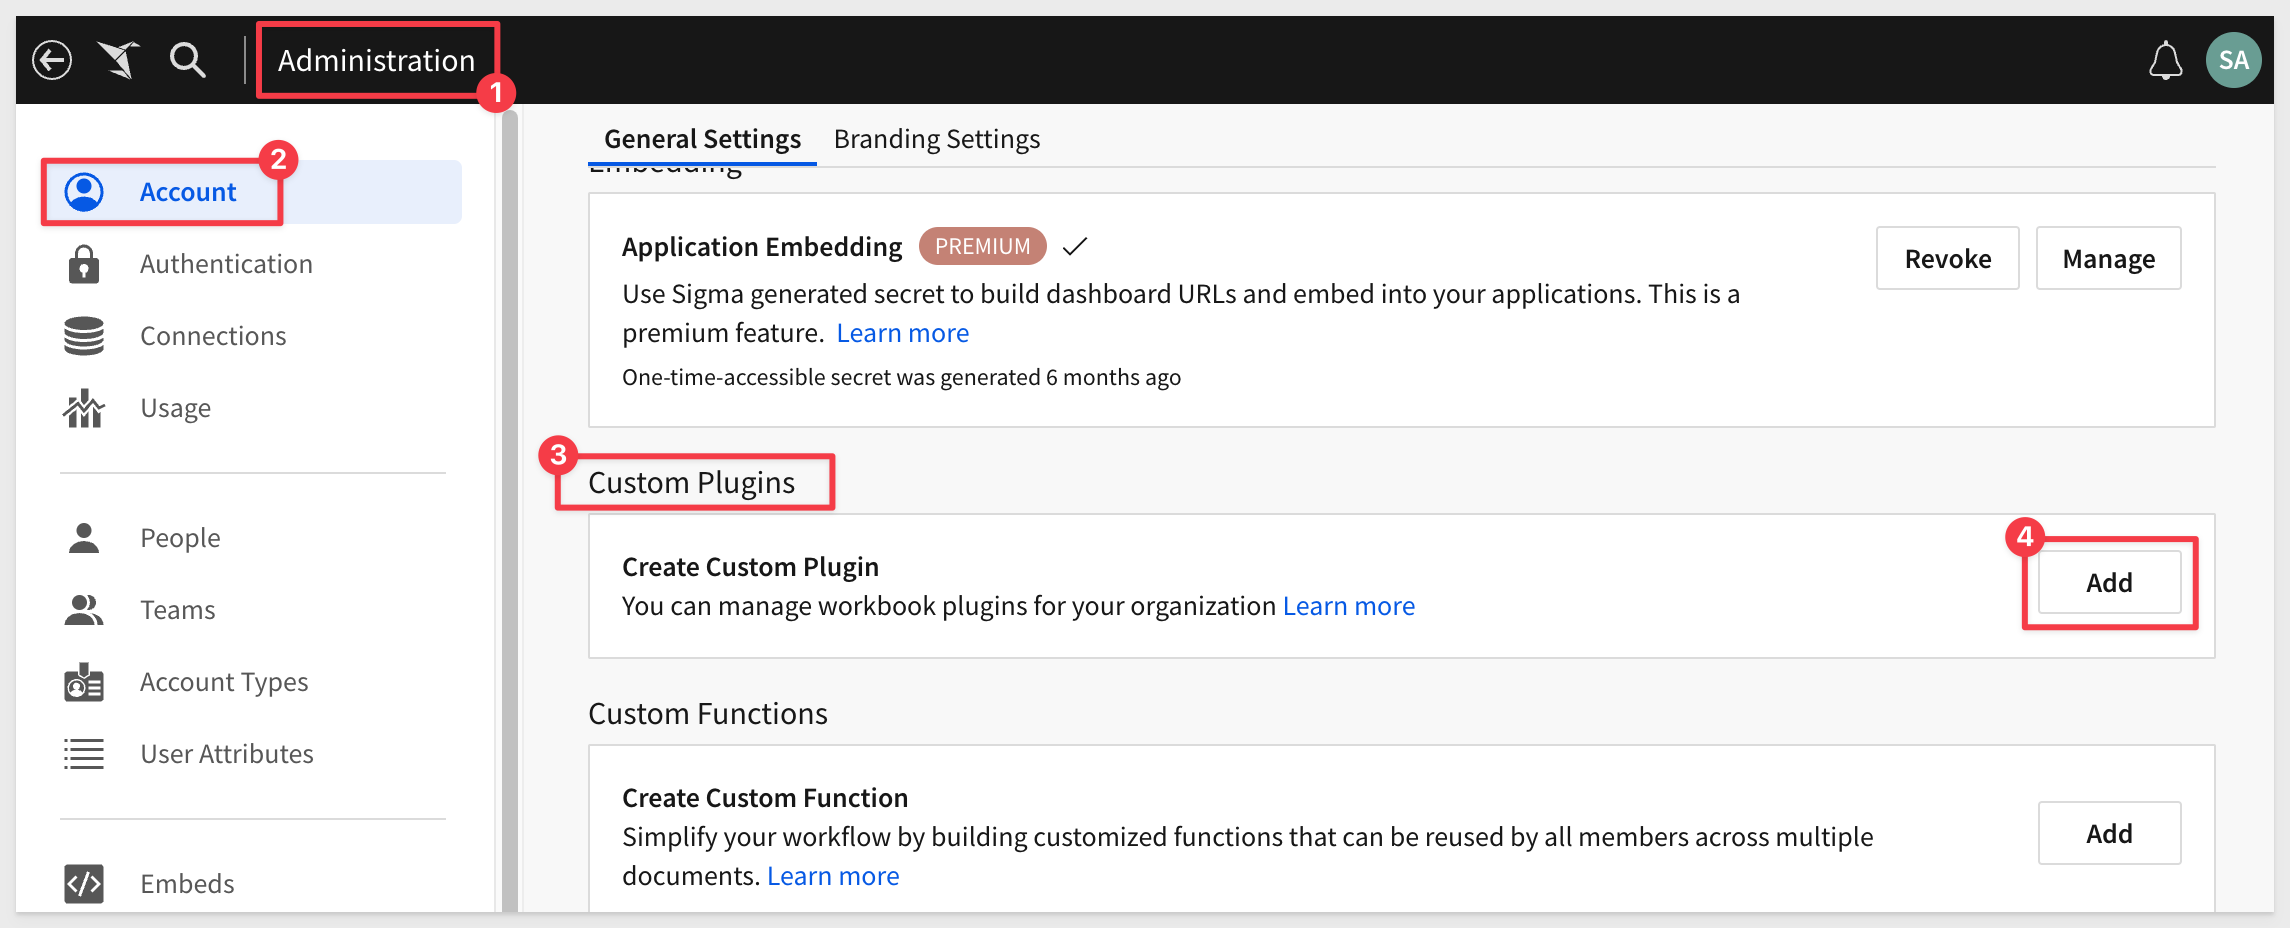 Administration
1
SA
2
Account
Authentication
Connections
Usage
People
Teams
Account Types
User Attributes
Embeds
General Settings
Branding Settings
Embedding
Application Embedding PREMIUM
Use Sigma generated secret to build dashboard URLs and embed into your applications. This is a
premium feature. Learn more
One-time-accessible secret was generated 6 months ago
Revoke
Manage
3
Custom Plugins
Create Custom Plugin
You can manage workbook plugins for your organization Learn more
4
Add
Custom Functions
Create Custom Function
Simplify your workflow by building customized functions that can be reused by all members across multiple
documents. Learn more
Add